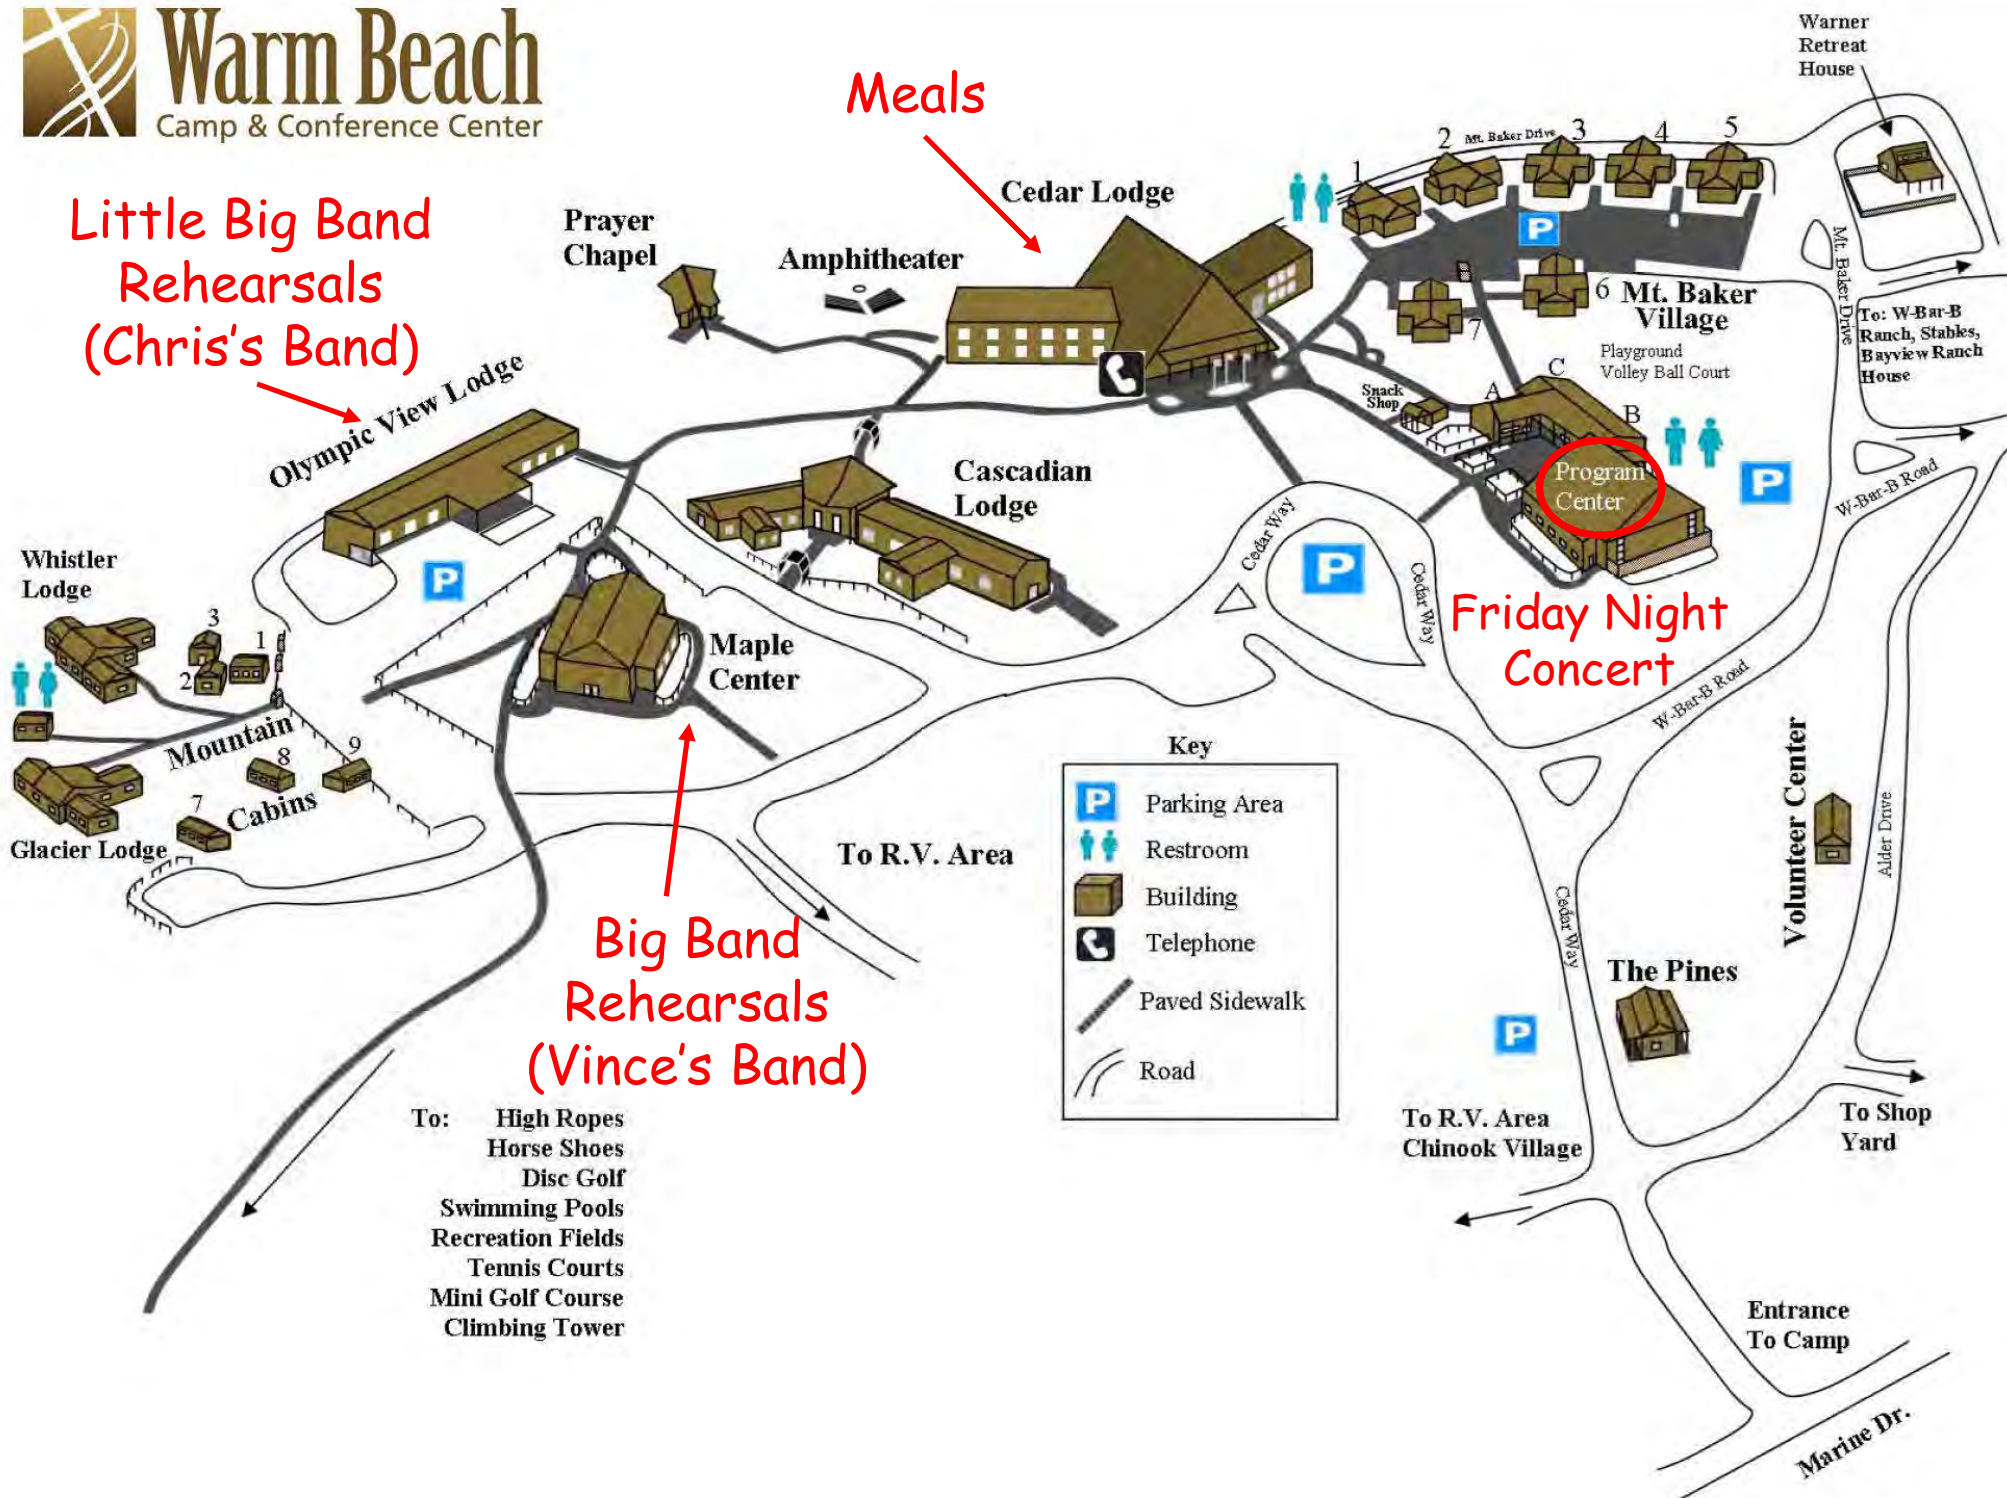 Warm Beach
Camp & Conference Center
Meals
Little Big Band
Rehearsals
(Chris's Band)
Warner
Retreat
House
Prayer
Chapel
Amphitheater
Cedar Lodge
1
2
Mt. Baker Drive
3
4
5
P
6
7
Mt. Baker
Village
Playground
Volley Ball Court
Mt. Baker Drive
To: W-Bar-B
Ranch, Stables,
Bayview Ranch
House
Snack
Shop
A
C
B
Program
Center
P
W-Bar-B Road
Olympic View Lodge
Cascadian
Lodge
P
Cedar Way
P
Cedar Way
Friday Night
Concert
W-Bar-B Road
Whistler
Lodge
3
1
2
Mountain
Cabins
8
9
7
Glacier Lodge
Maple
Center
To R.V. Area
Big Band
Rehearsals
(Vince's Band)
Key
P
Parking Area
Restroom
Building
Telephone
Paved Sidewalk
Road
Volunteer Center
Alder Drive
Cedar Way
The Pines
P
To R.V. Area
Chinook Village
To Shop
Yard
To: High Ropes
Horse Shoes
Disc Golf
Swimming Pools
Recreation Fields
Tennis Courts
Mini Golf Course
Climbing Tower
Entrance
To Camp
Marine Dr.